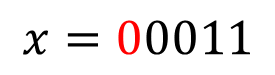 x = 00011